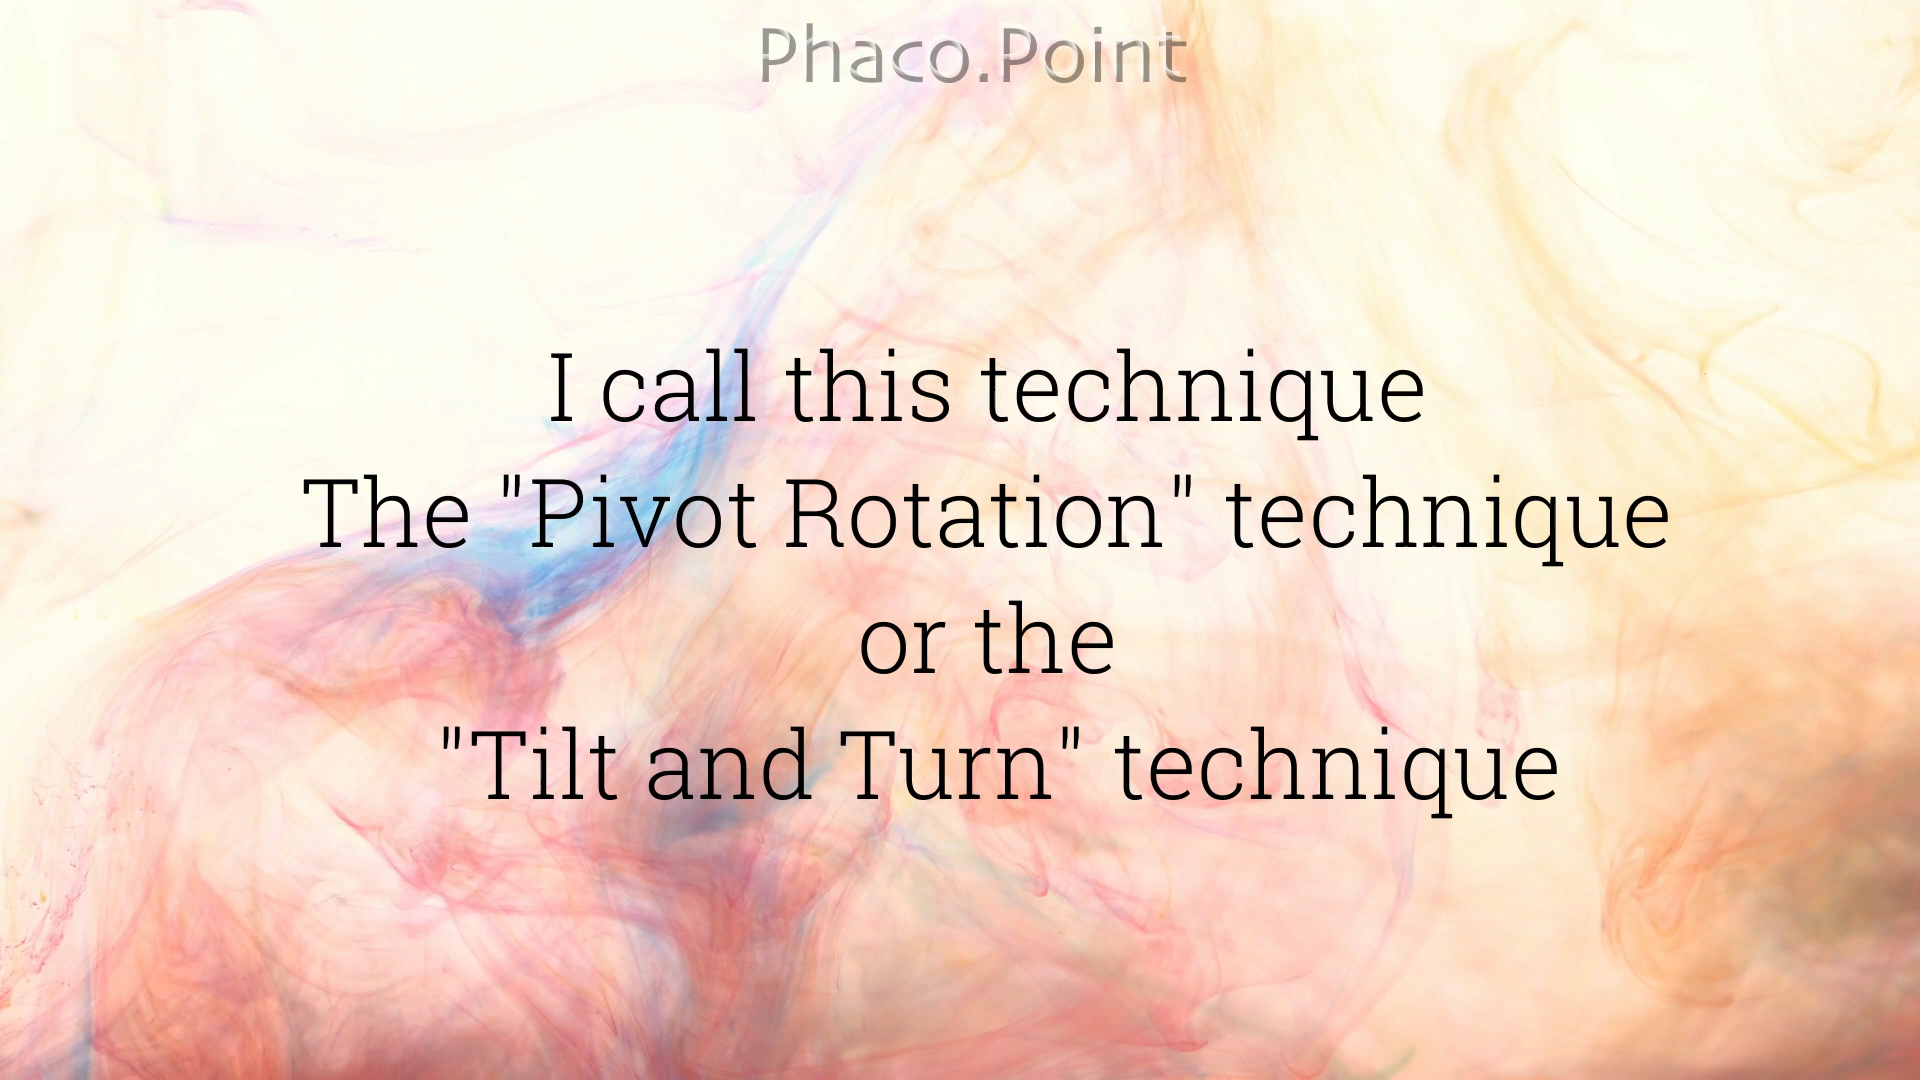 Phaco.Point
I call this technique
The "Pivot Rotation" technique
or the
"Tilt and Turn" technique